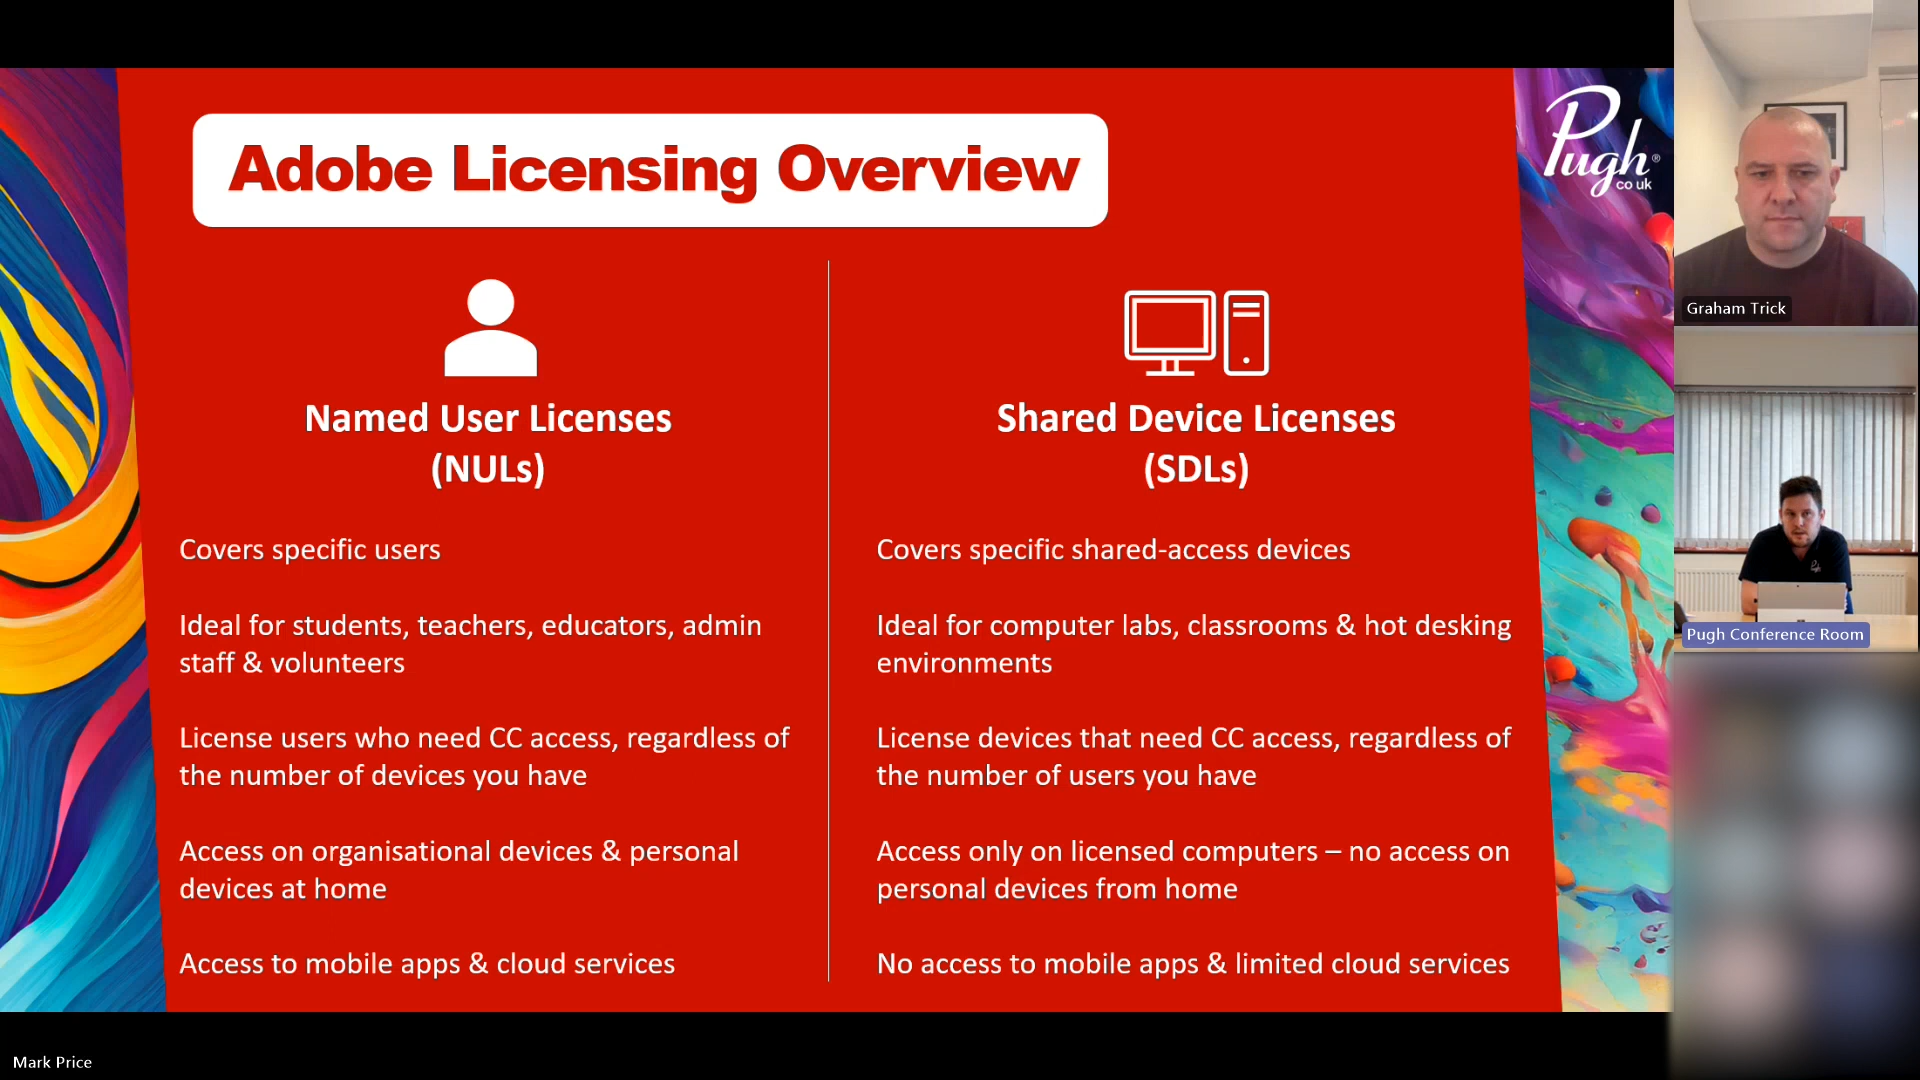 Adobe Licensing Overview
Pugh®
co uk
Named User Licenses
(NULs)
Covers specific users
Ideal for students, teachers, educators, admin
staff & volunteers
License users who need CC access, regardless of
the number of devices you have
Access on organisational devices & personal
devices at home
Access to mobile apps & cloud services
Shared Device Licenses
(SDLs)
Covers specific shared-access devices
Ideal for computer labs, classrooms & hot desking
environments
License devices that need CC access, regardless of
the number of users you have
Access only on licensed computers – no access on
personal devices from home
No access to mobile apps & limited cloud services
Graham Trick
Pugh Conference Room
Mark Price